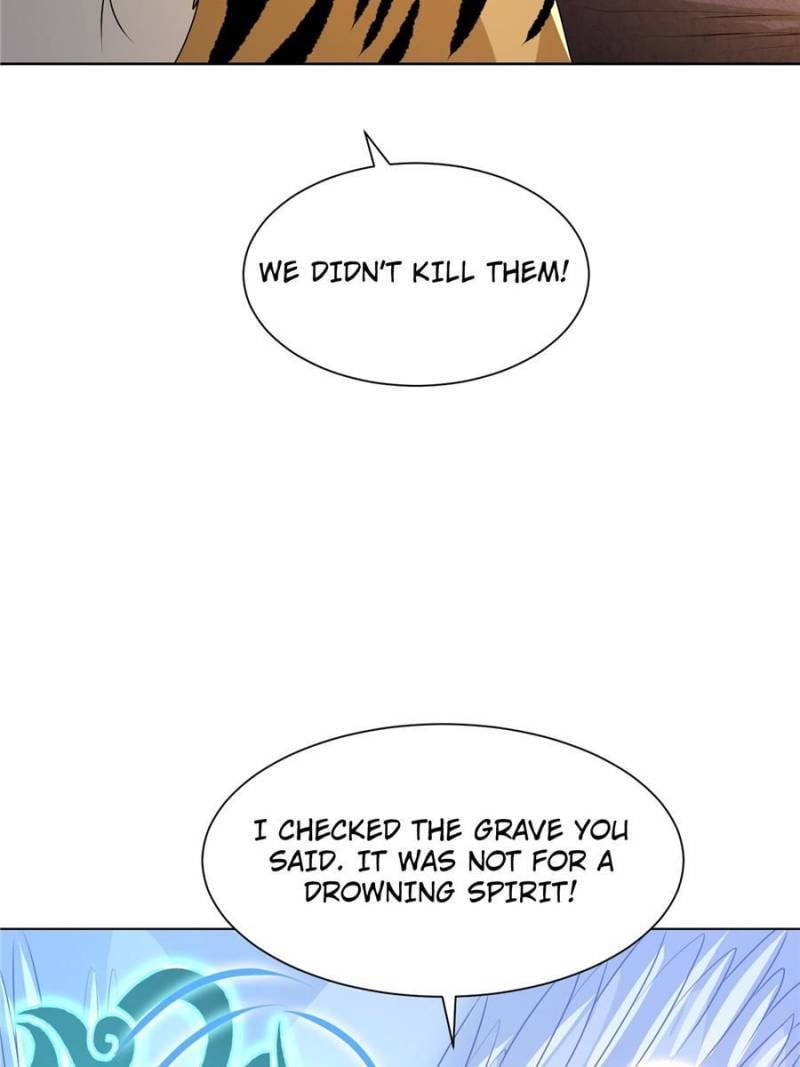 WE DIDN'T KILL THEM!
I CHECKED THE GRAVE YOU
SAID. IT WAS NOT FOR A
DROWNING SPIRIT!